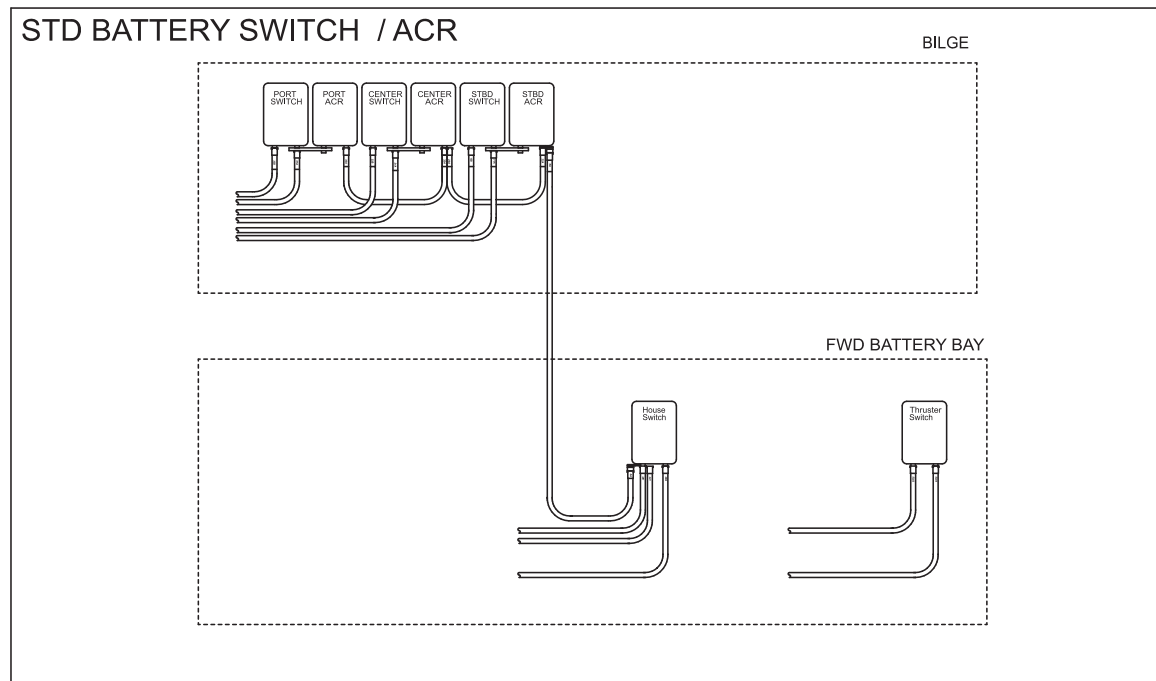 STD BATTERY SWITCH / ACR
BILGE
PORT
SWITCH
PORT
ACR
CENTER
SWITCH
CENTER
ACR
STBD
SWITCH
STBD
ACR
FWD BATTERY BAY
House
Switch
Thruster
Switch